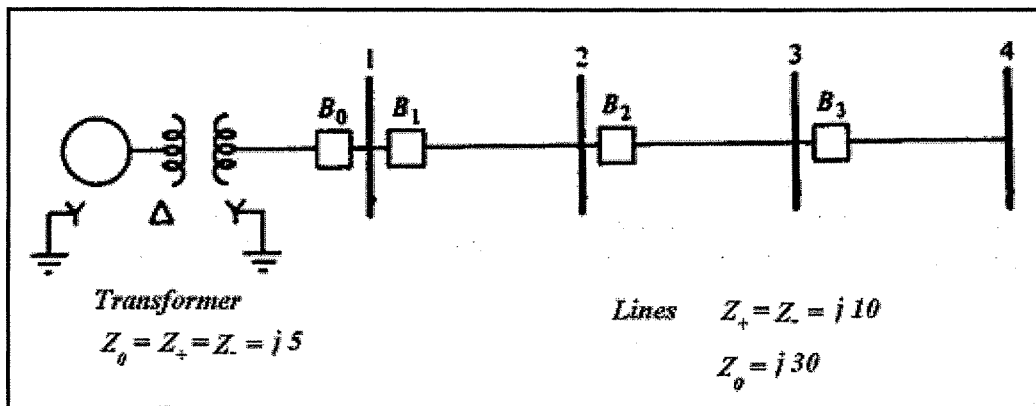 1
2
3
4
B₀
B₁
B₂
B₃
Y
Δ
Y
Transformer
Z₀ = Z₊ = Z₋ = j 5
Lines Z₊ = Z₋ = j 10
Z₀ = j 30